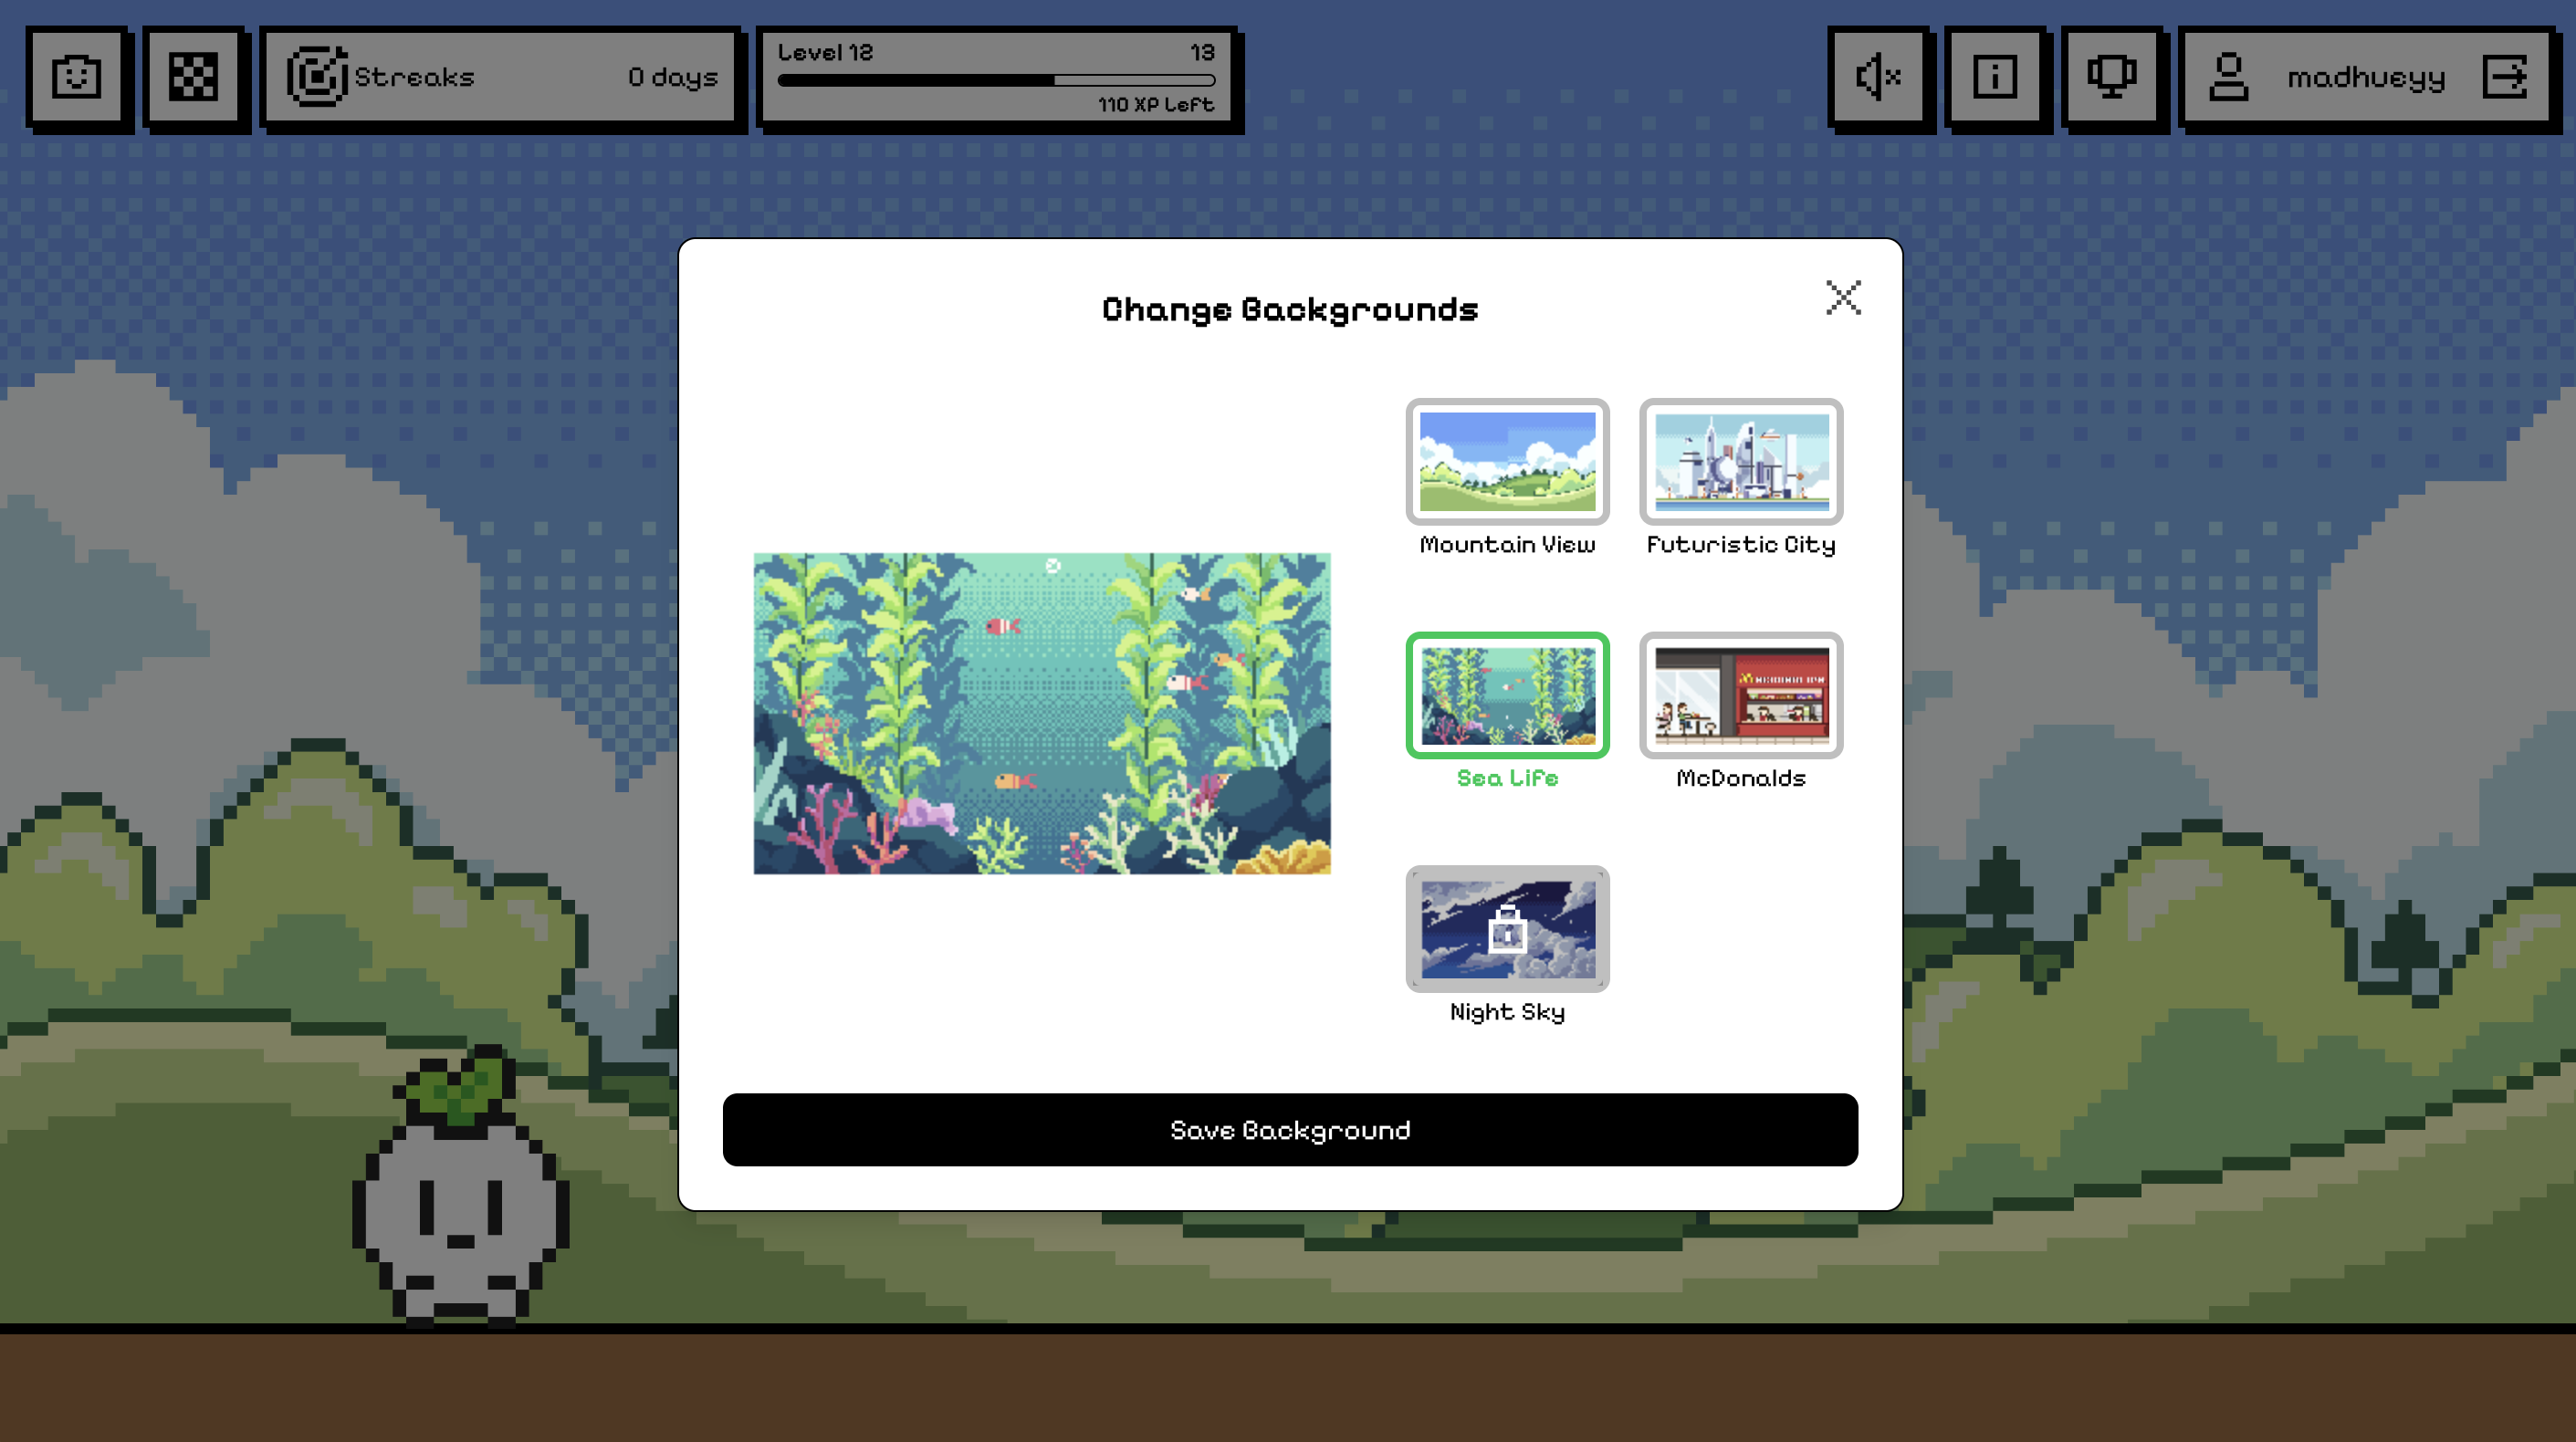 Streaks
0 days
Level 12
13
110 XP Left
madhueyy
Change Backgrounds
Mountain View
Futuristic City
Sea Life
McDonalds
Night Sky
Save Background